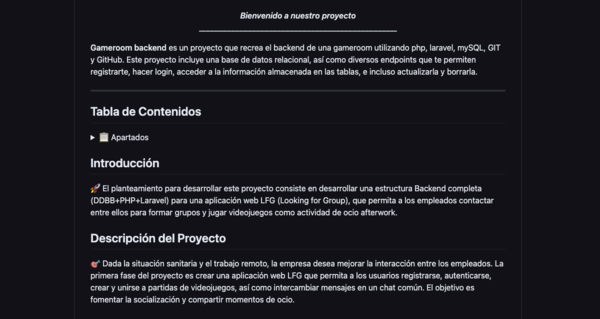 Bienvenido a nuestro proyecto
Gameroom backend es un proyecto que recrea el backend de una gameroom utilizando php, laravel, mySQL, GIT
y GitHub. Este proyecto incluye una base de datos relacional, así como diversos endpoints que te permiten
registrarte, hacer login, acceder a la información almacenada en las tablas, e incluso actualizarla y borrarla.
Tabla de Contenidos
Apartados
Introducción
🚀 El planteamiento para desarrollar este proyecto consiste en desarrollar una estructura Backend completa
(DDBB+PHP+Laravel) para una aplicación web LFG (Looking for Group), que permita a los empleados contactar
entre ellos para formar grupos y jugar videojuegos como actividad de ocio afterwork.
Descripción del Proyecto
🎯 Dada la situación sanitaria y el trabajo remoto, la empresa desea mejorar la interacción entre los empleados. La
primera fase del proyecto es crear una aplicación web LFG que permita a los usuarios registrarse, autenticarse,
crear y unirse a partidas de videojuegos, así como intercambiar mensajes en un chat común. El objetivo es
fomentar la socialización y compartir momentos de ocio.